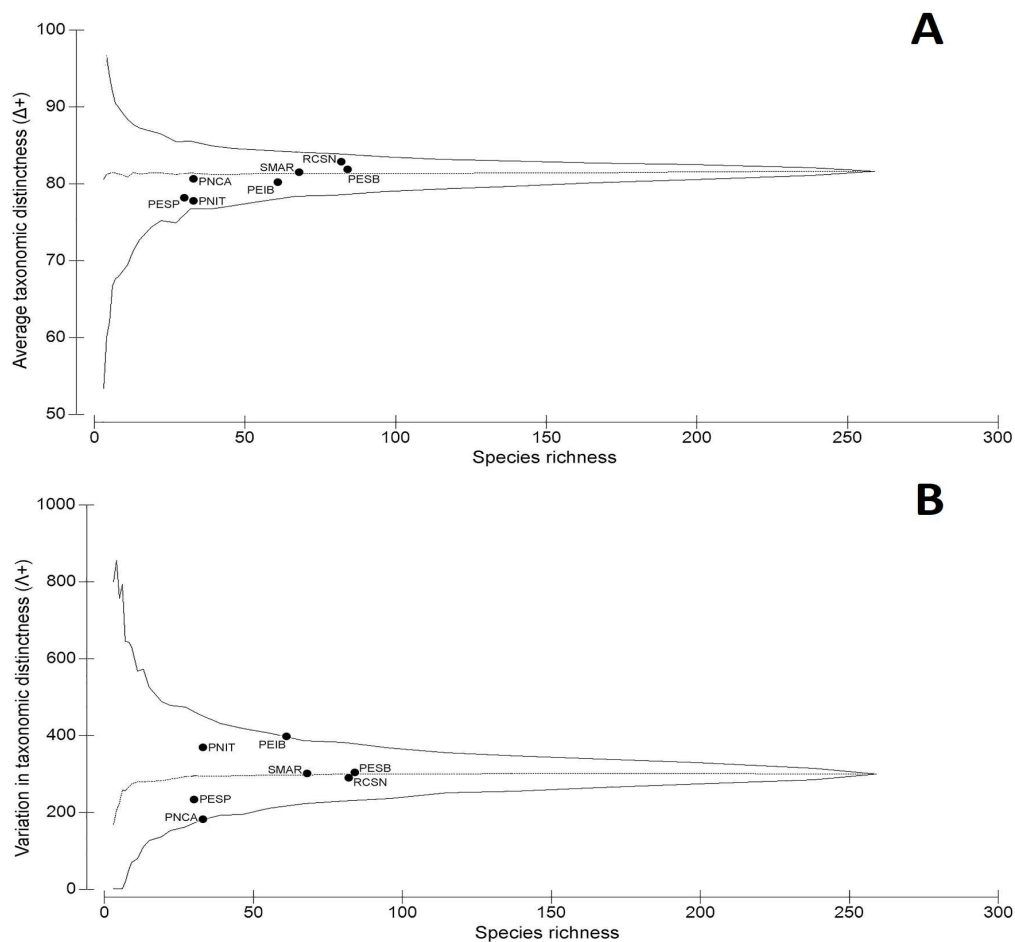 A
100
90
80
70
60
50
Average taxonomic distinctness (Δ+)
RCSN
SMAR
PESB
PNCA
PEIB
PESP
PNIT
0
50
100
150
200
250
300
Species richness
B
1000
800
600
400
200
0
Variation in taxonomic distinctness (Λ+)
PEIB
PNIT
SMAR
PESB
RCSN
PESP
PNCA
0
50
100
150
200
250
300
Species richness